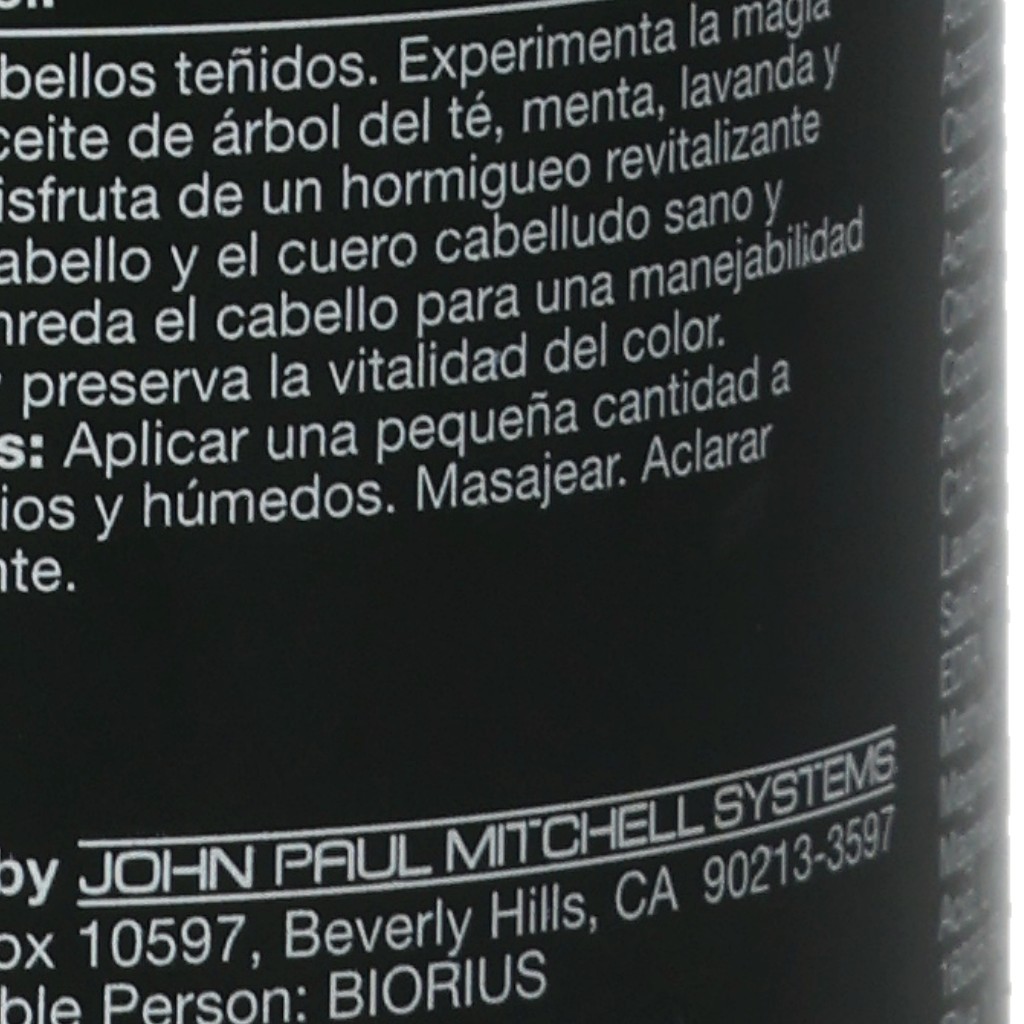 bellos teñidos. Experimenta la magia
ceite de árbol del té, menta, lavanda y
isfruta de un hormigueo revitalizante
abello y el cuero cabelludo sano y
nreda el cabello para una manejabilidad
preserva la vitalidad del color.
s: Aplicar una pequeña cantidad a
ios y húmedos. Masajear. Aclarar
nte.
by JOHN PAUL MITCHELL SYSTEMS
ox 10597, Beverly Hills, CA 90213-3597
ble Person: BIORIUS